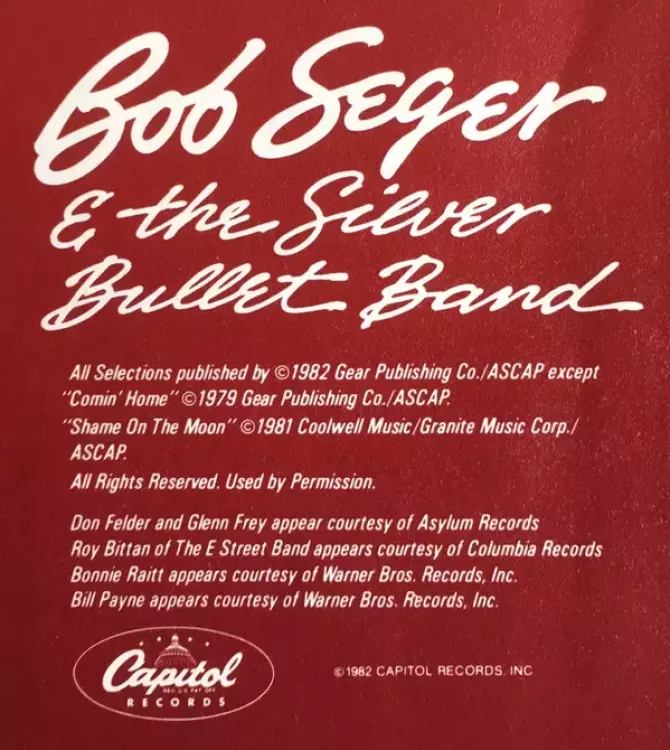 Bob Seger
& the Silver
Bullet Band
All Selections published by ©1982 Gear Publishing Co./ASCAP except
"Comin' Home" ©1979 Gear Publishing Co./ASCAP.
"Shame On The Moon" ©1981 Coolwell Music/Granite Music Corp./
ASCAP.
All Rights Reserved. Used by Permission.
Don Felder and Glenn Frey appear courtesy of Asylum Records
Roy Bittan of The E Street Band appears courtesy of Columbia Records
Bonnie Raitt appears courtesy of Warner Bros. Records, Inc.
Bill Payne appears courtesy of Warner Bros. Records, Inc.
Capitol
REG. U.S. PAT. OFF.
RECORDS
©1982 CAPITOL RECORDS, INC